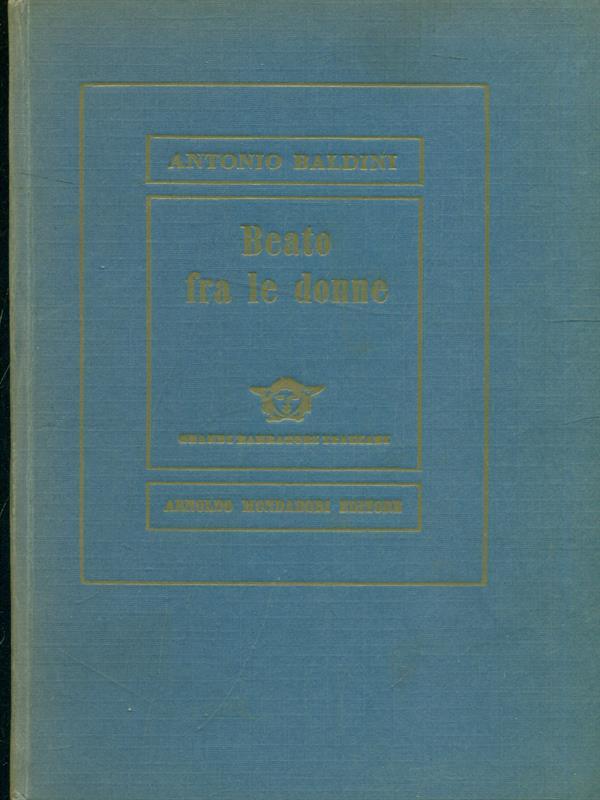 ANTONIO BALDINI
Beato
fra le donne
GRANDI NARRATORI ITALIANI
ARNOLDO MONDADORI EDITORE